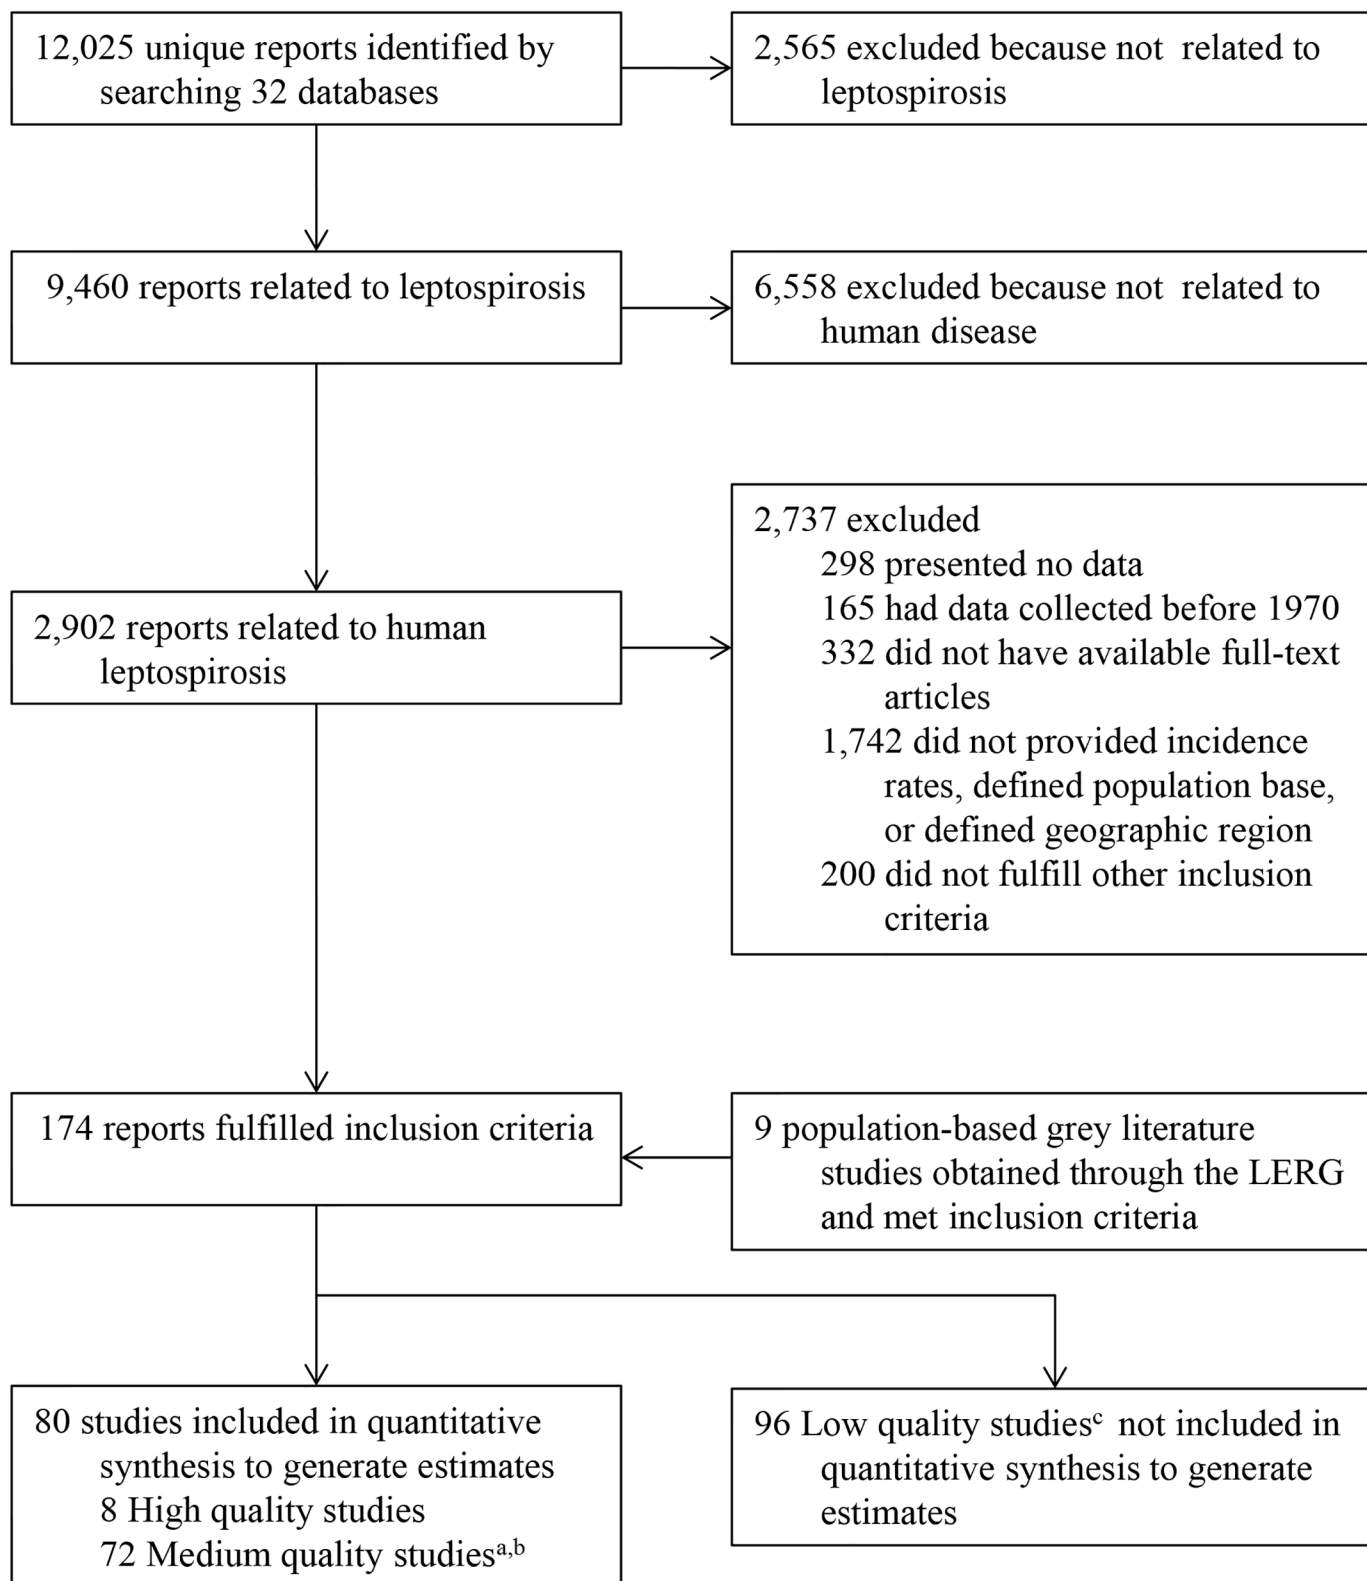 12,025 unique reports identified by
searching 32 databases
2,565 excluded because not related to
leptospirosis
9,460 reports related to leptospirosis
6,558 excluded because not related to
human disease
2,737 excluded
298 presented no data
165 had data collected before 1970
332 did not have available full-text
articles
1,742 did not provided incidence
rates, defined population base,
or defined geographic region
200 did not fulfill other inclusion
criteria
2,902 reports related to human
leptospirosis
174 reports fulfilled inclusion criteria
9 population-based grey literature
studies obtained through the LERG
and met inclusion criteria
80 studies included in quantitative
synthesis to generate estimates
8 High quality studies
72 Medium quality studiesa,b
96 Low quality studiesc not included in
quantitative synthesis to generate
estimates